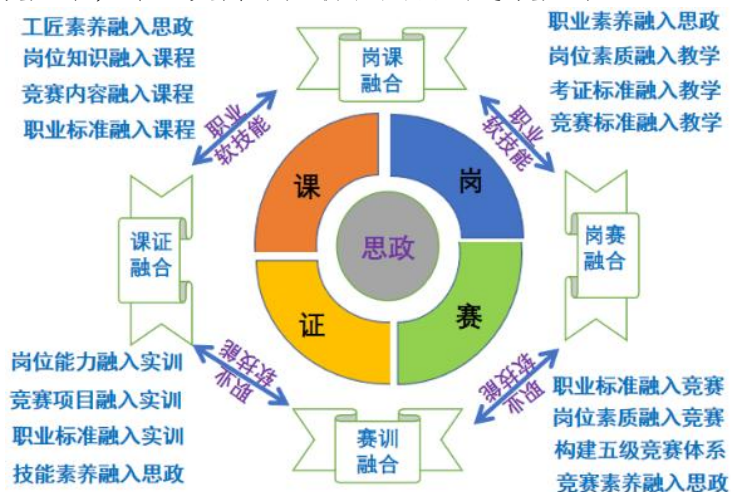 工匠素养融入思政
岗位知识融入课程
竞赛内容融入课程
职业标准融入课程
岗课
融合
职业素养融入思政
岗位素质融入教学
考证标准融入教学
竞赛标准融入教学
职业
软技能
职业
软技能
课
岗
思政
证
赛
课证
融合
岗赛
融合
岗位能力融入实训
竞赛项目融入实训
职业标准融入实训
技能素养融入思政
职业
软技能
赛训
融合
职业
软技能
职业标准融入竞赛
岗位素质融入竞赛
构建五级竞赛体系
竞赛素养融入思政